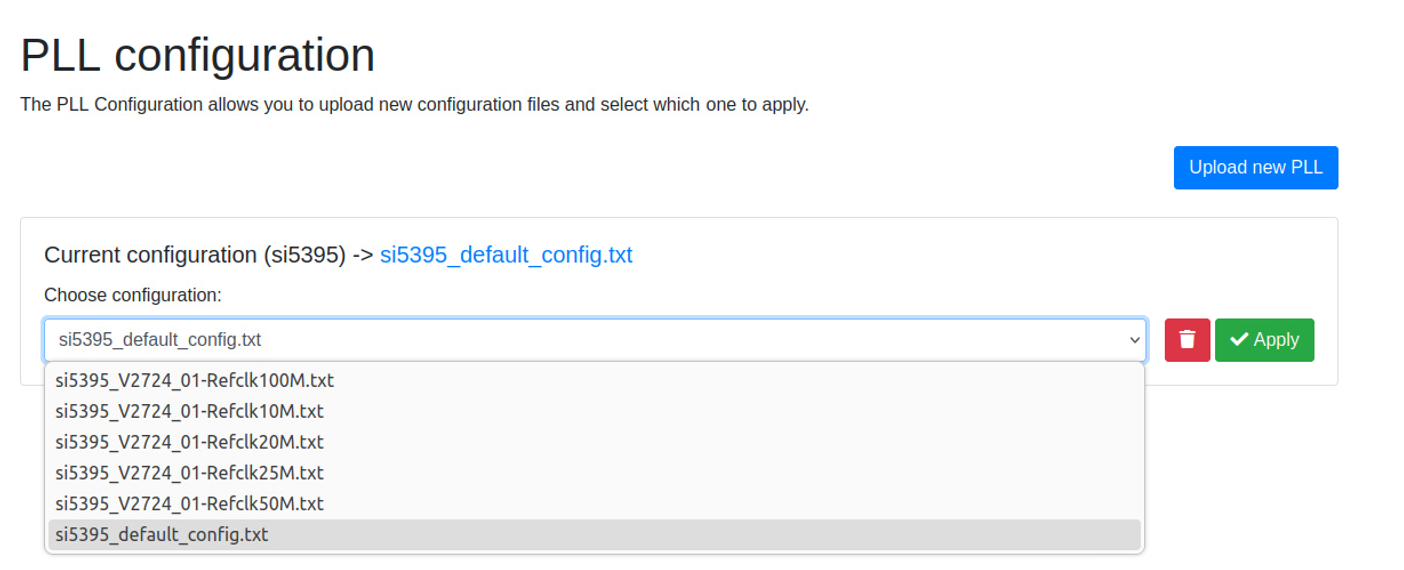 PLL configuration
The PLL Configuration allows you to upload new configuration files and select which one to apply.
Upload new PLL
Current configuration (si5395) -> si5395_default_config.txt
Choose configuration:
si5395_default_config.txt
Apply
si5395_V2724_01-Refclk100M.txt
si5395_V2724_01-Refclk10M.txt
si5395_V2724_01-Refclk20M.txt
si5395_V2724_01-Refclk25M.txt
si5395_V2724_01-Refclk50M.txt
si5395_default_config.txt